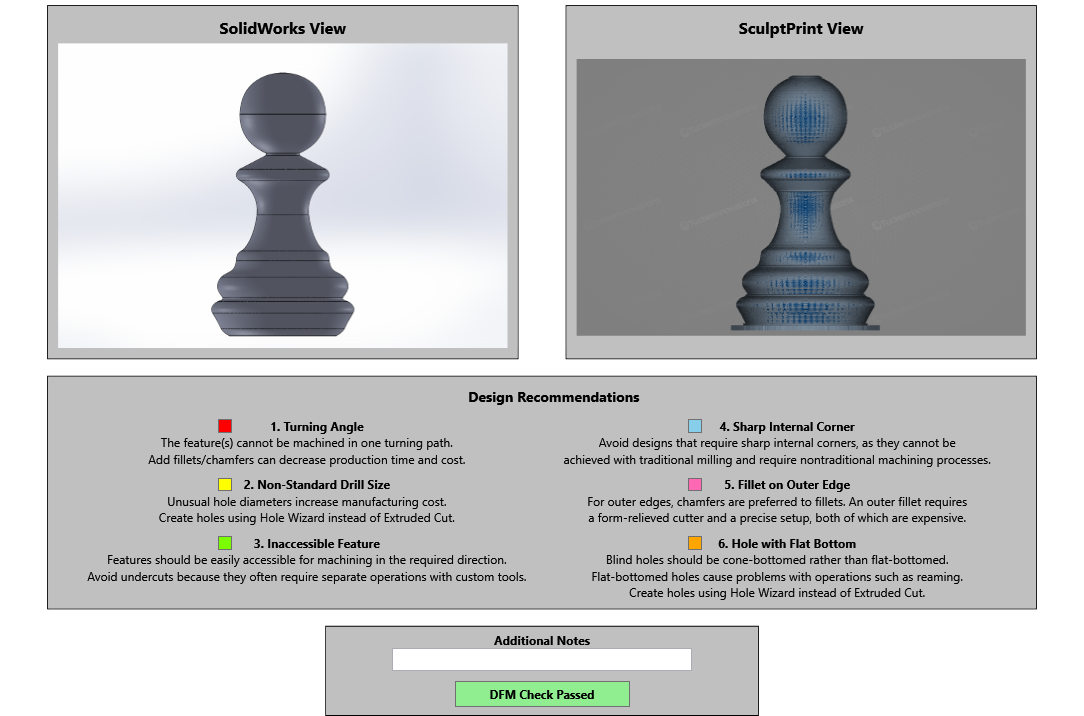 SolidWorks View
SculptPrint View
Design Recommendations
1. Turning Angle
The feature(s) cannot be machined in one turning path.
Add fillets/chamfers can decrease production time and cost.
2. Non-Standard Drill Size
Unusual hole diameters increase manufacturing cost.
Create holes using Hole Wizard instead of Extruded Cut.
3. Inaccessible Feature
Features should be easily accessible for machining in the required direction.
Avoid undercuts because they often require separate operations with custom tools.
4. Sharp Internal Corner
Avoid designs that require sharp internal corners, as they cannot be
achieved with traditional milling and require nontraditional machining processes.
5. Fillet on Outer Edge
For outer edges, chamfers are preferred to fillets. An outer fillet requires
a form-relieved cutter and a precise setup, both of which are expensive.
6. Hole with Flat Bottom
Blind holes should be cone-bottomed rather than flat-bottomed.
Flat-bottomed holes cause problems with operations such as reaming.
Create holes using Hole Wizard instead of Extruded Cut.
Additional Notes
DFM Check Passed